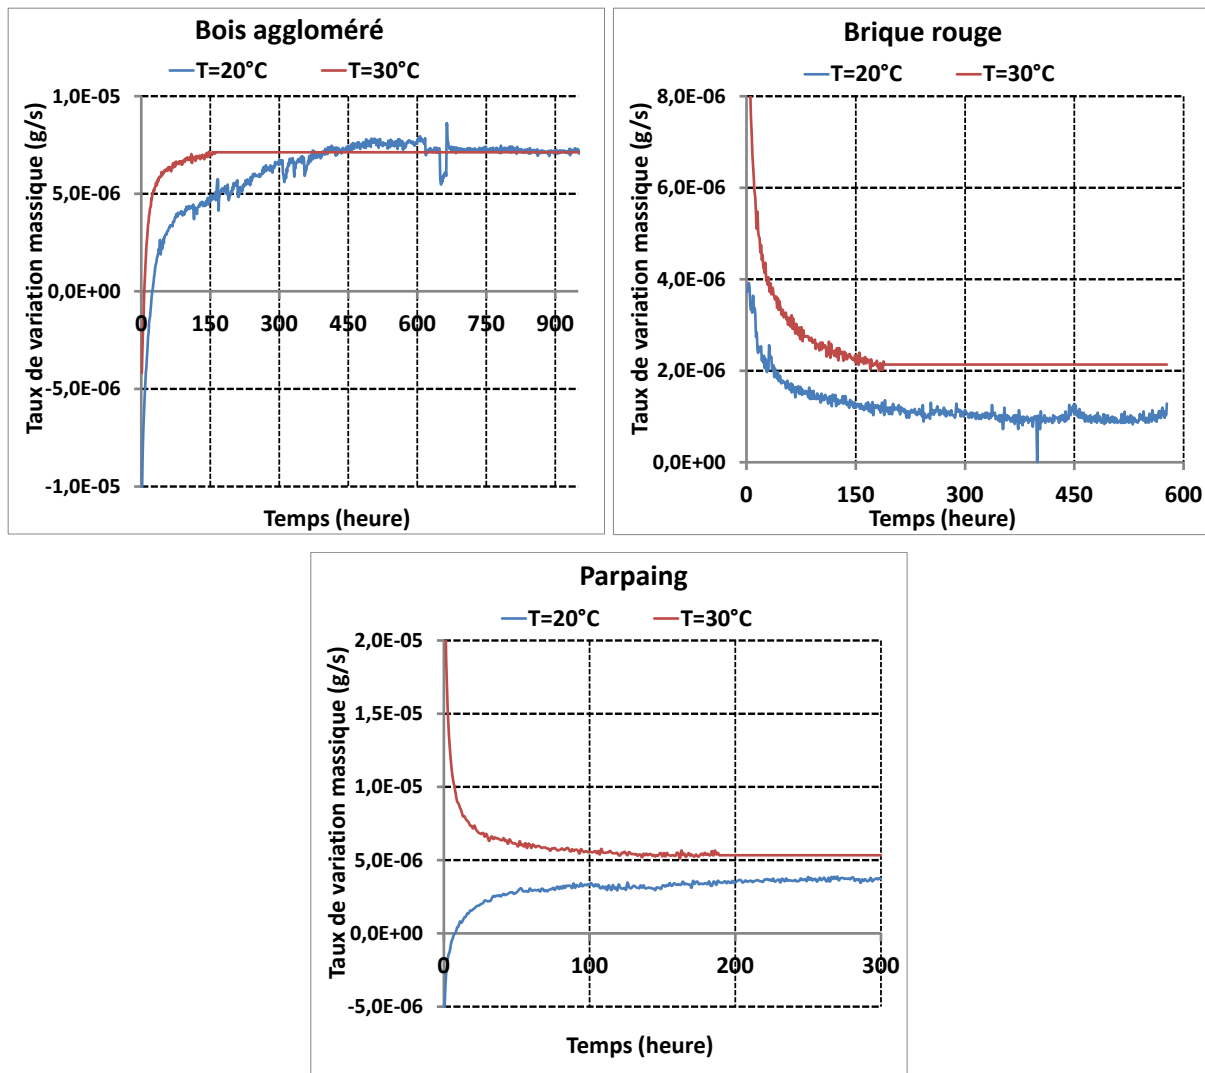 Bois aggloméré
T=20°C T=30°C
Taux de variation massique (g/s)
1,0E-05
5,0E-06
0,0E+00
-5,0E-06
-1,0E-05
0 150 300 450 600 750 900
Temps (heure)
Brique rouge
T=20°C T=30°C
Taux de variation massique (g/s)
8,0E-06
6,0E-06
4,0E-06
2,0E-06
0,0E+00
0 150 300 450 600
Temps (heure)
Parpaing
T=20°C T=30°C
Taux de variation massique (g/s)
2,0E-05
1,5E-05
1,0E-05
5,0E-06
0,0E+00
-5,0E-06
0 100 200 300
Temps (heure)